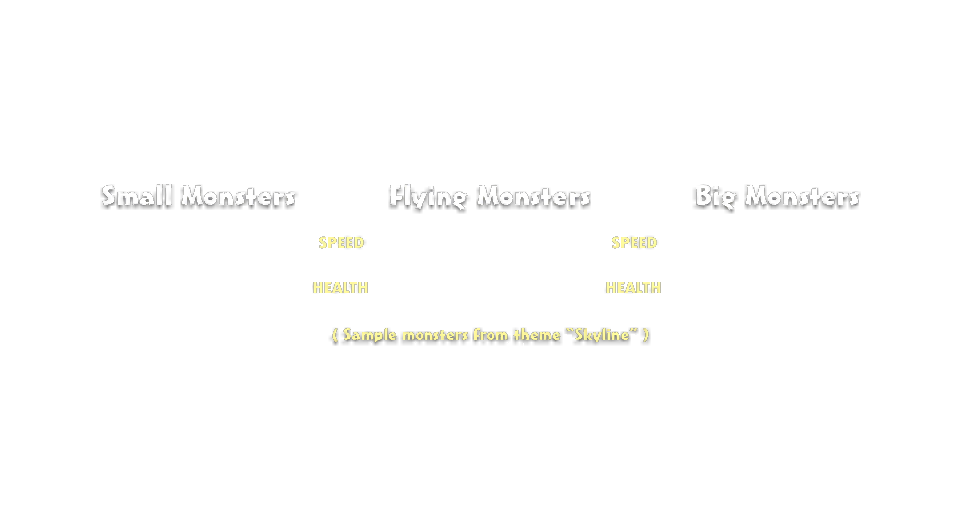 Small Monsters Flying Monsters Big Monsters
SPEED SPEED
HEALTH HEALTH
( Sample monsters from theme "Skyline" )